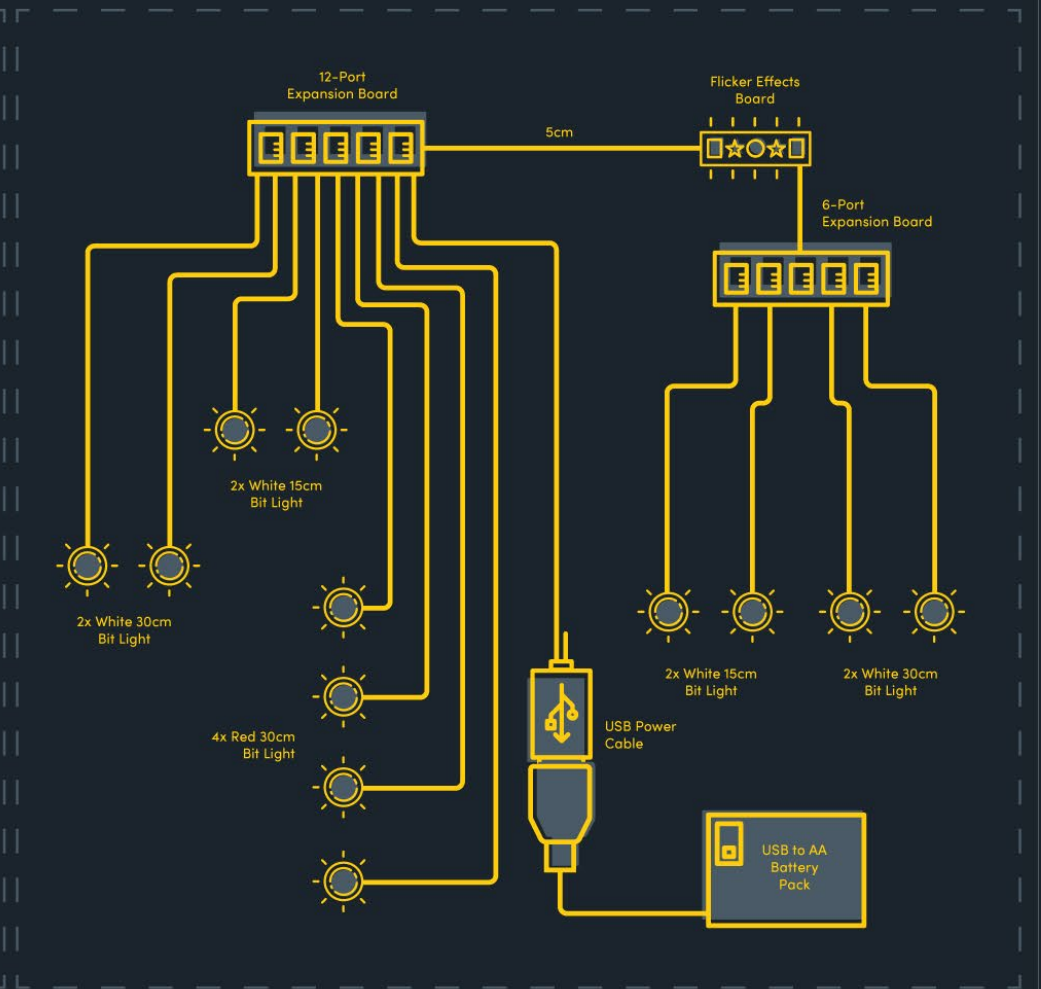 12-Port
Expansion Board
Flicker Effects
Board
5cm
6-Port
Expansion Board
2x White 15cm
Bit Light
2x White 30cm
Bit Light
2x White 15cm
Bit Light
2x White 30cm
Bit Light
4x Red 30cm
Bit Light
USB Power
Cable
USB to AA
Battery
Pack